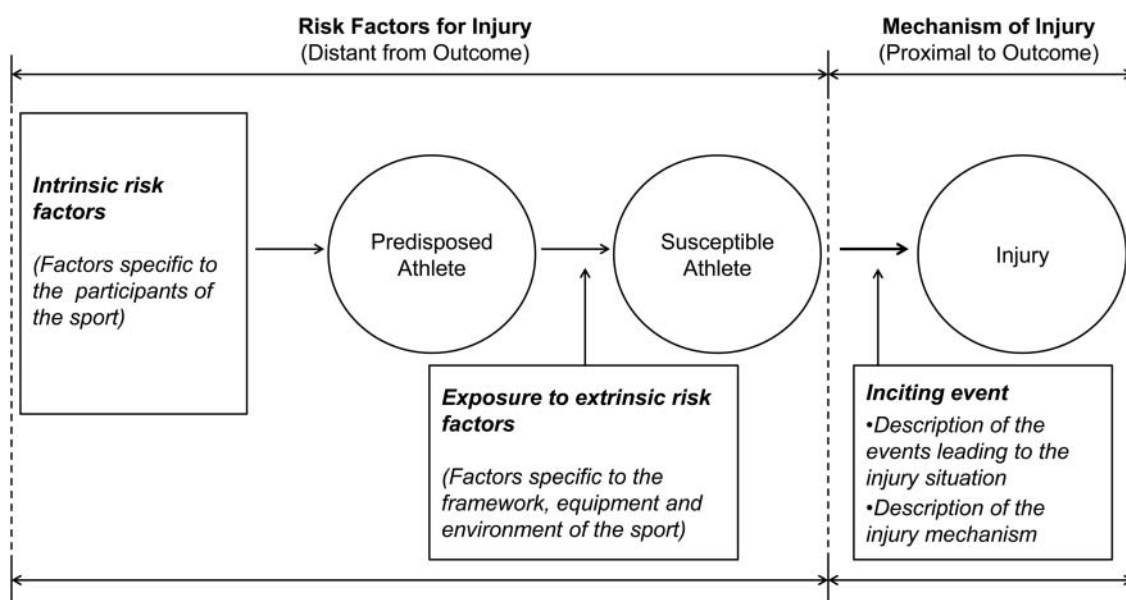 Risk Factors for Injury
(Distant from Outcome)
Mechanism of Injury
(Proximal to Outcome)
Intrinsic risk
factors
(Factors specific to
the participants of
the sport)
Predisposed
Athlete
Susceptible
Athlete
Injury
Exposure to extrinsic risk
factors
(Factors specific to the
framework, equipment and
environment of the sport)
Inciting event
•Description of the
events leading to the
injury situation
•Description of the
injury mechanism